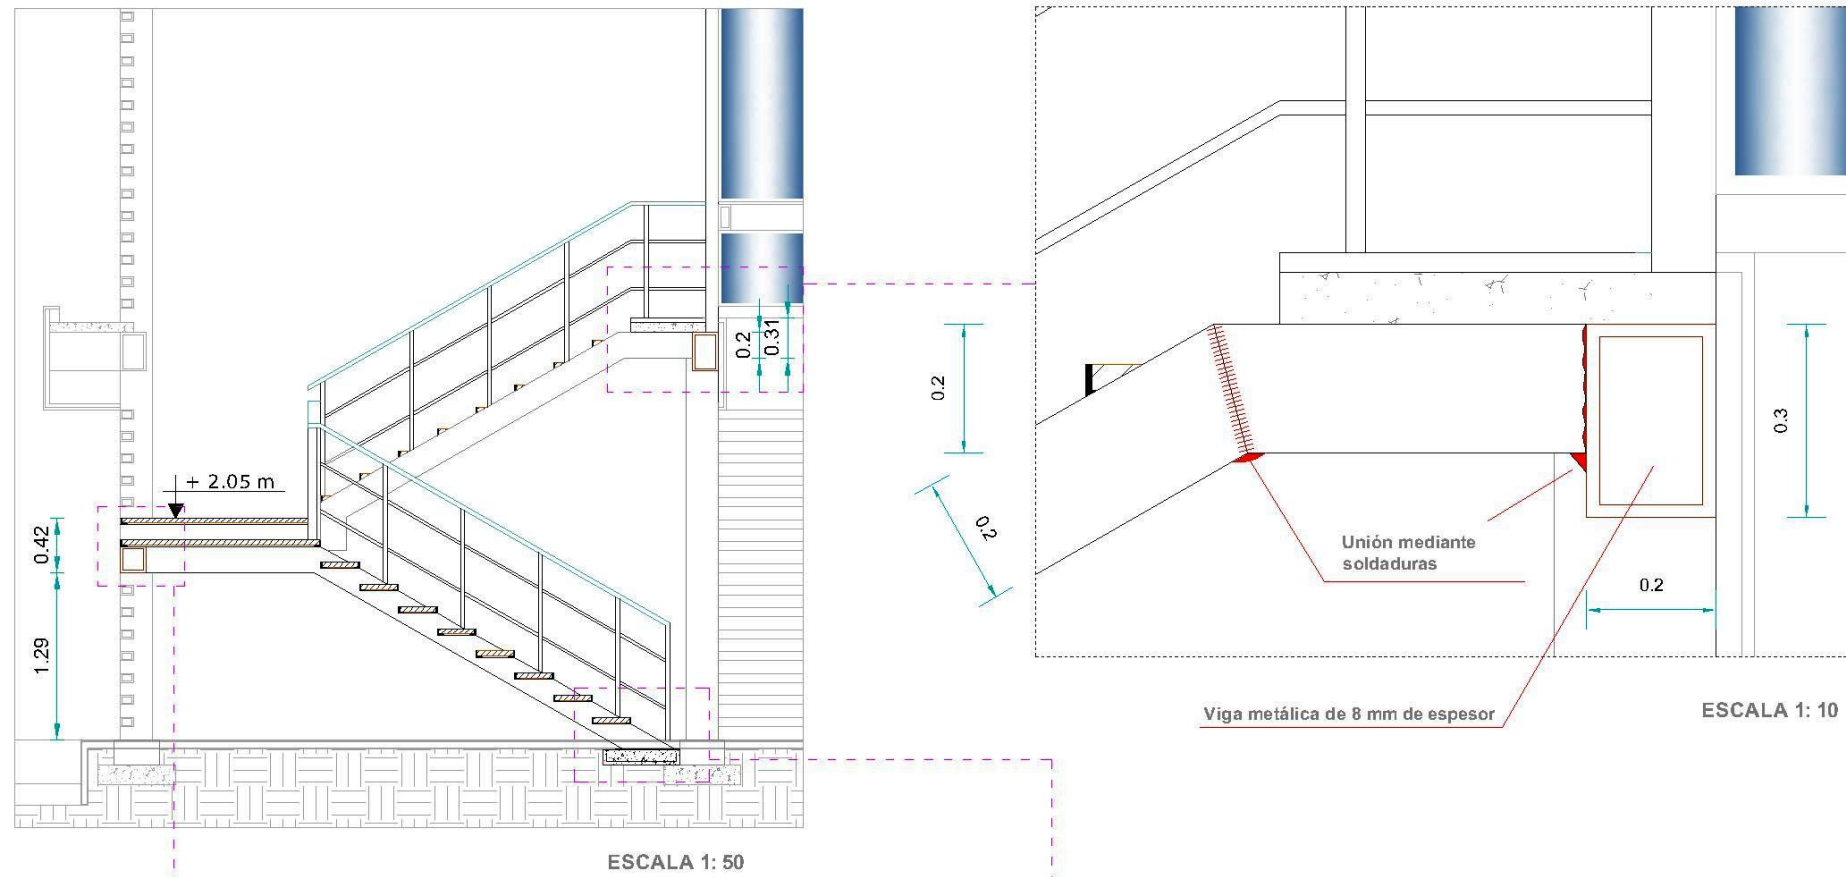 0.2
0.31
+ 2.05 m
0.42
1.29
ESCALA 1: 50
0.2
0.3
0.2
Unión mediante
soldaduras
0.2
Viga metálica de 8 mm de espesor
ESCALA 1: 10